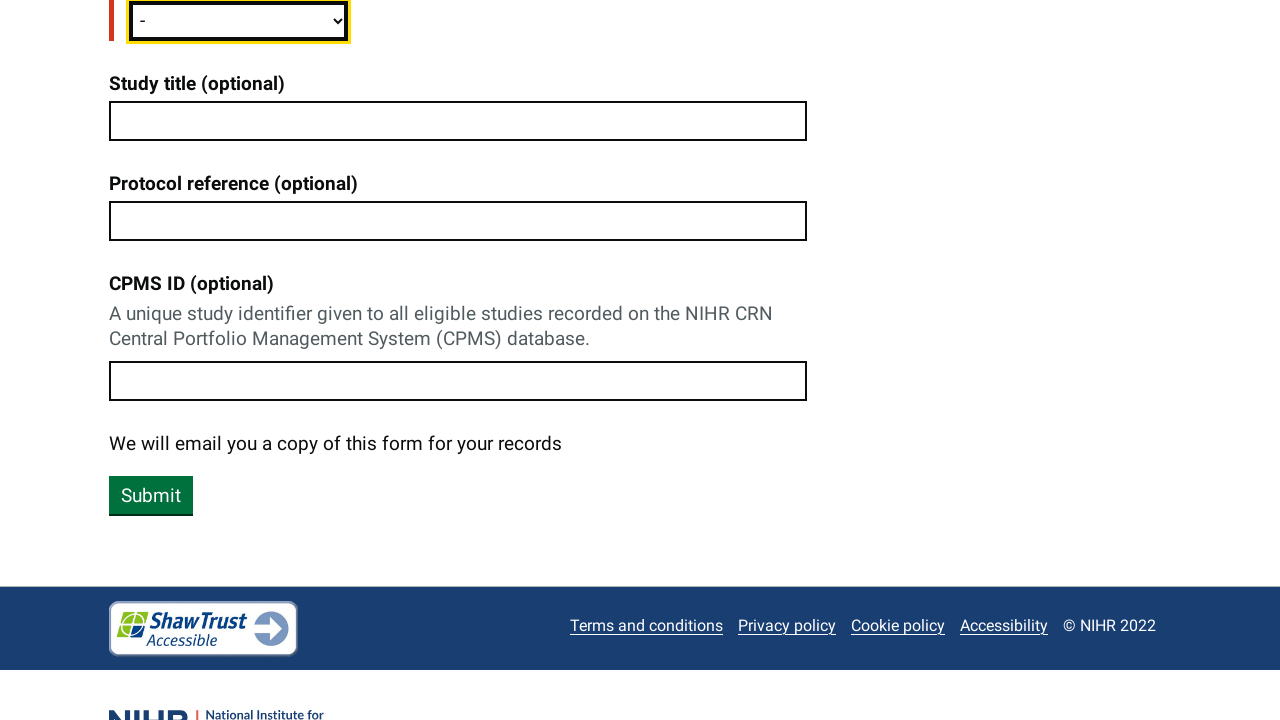 -
Study title (optional)
Protocol reference (optional)
CPMS ID (optional)
A unique study identifier given to all eligible studies recorded on the NIHR CRN
Central Portfolio Management System (CPMS) database.
We will email you a copy of this form for your records
Submit
ShawTrust
Accessible
Terms and conditions Privacy policy Cookie policy Accessibility © NIHR 2022
NIHR | National Institute for